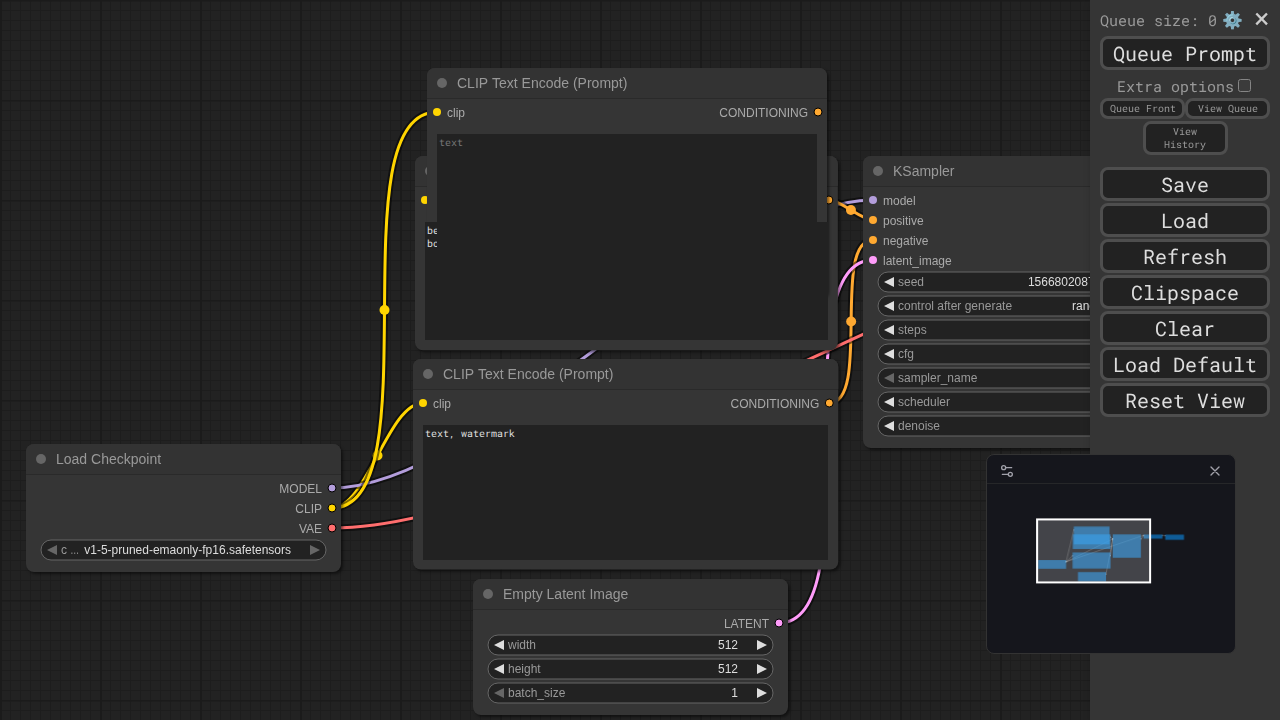 CLIP Text Encode (Prompt)
clip
CONDITIONING
text
be
bc
CLIP Text Encode (Prompt)
clip
CONDITIONING
text, watermark
Load Checkpoint
MODEL
CLIP
VAE
c ... v1-5-pruned-emaonly-fp16.safetensors
Empty Latent Image
LATENT
width 512
height 512
batch_size 1
KSampler
model
positive
negative
latent_image
seed 1566802087
control after generate ran
steps
cfg
sampler_name
scheduler
denoise
Queue size: 0
Queue Prompt
Extra options
Queue Front
View Queue
View
History
Save
Load
Refresh
Clipspace
Clear
Load Default
Reset View